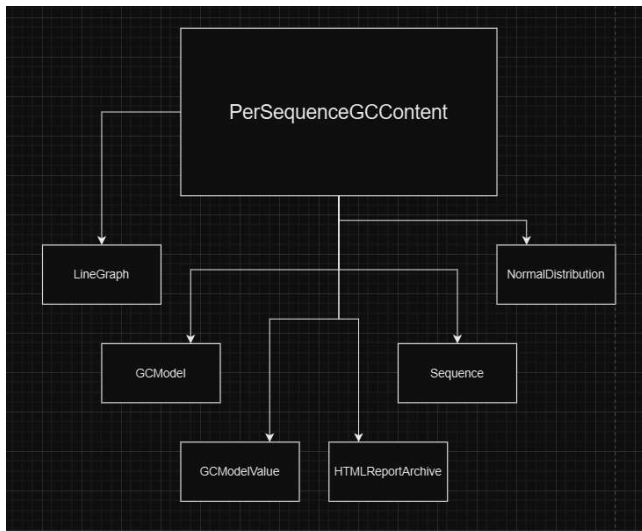 PerSequenceGCContent
LineGraph
NormalDistribution
GCModel
Sequence
GCModelValue
HTMLReportArchive